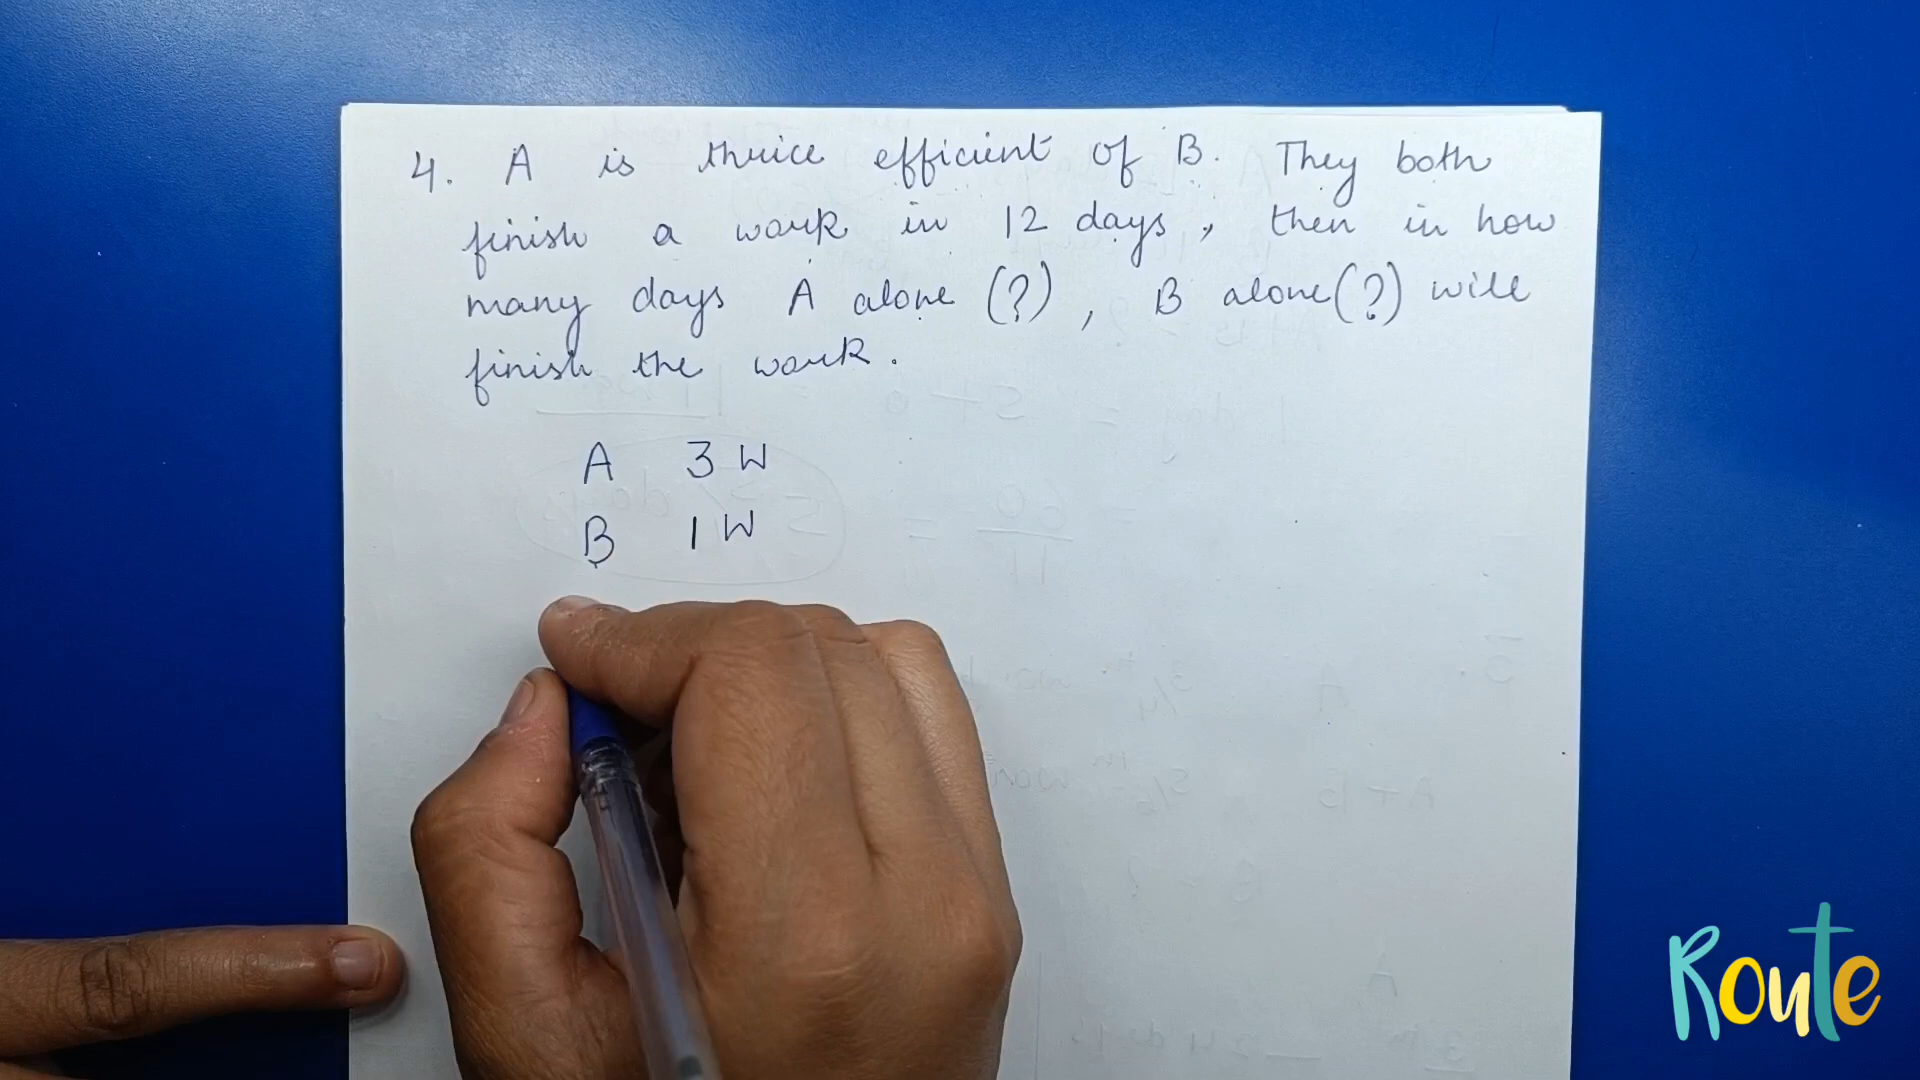 4. A is thrice efficient of B. They both
finish a work in 12 days, then in how
many days A alone (?), B alone (?) will
finish the work.
A 3 W
B 1 W
Route